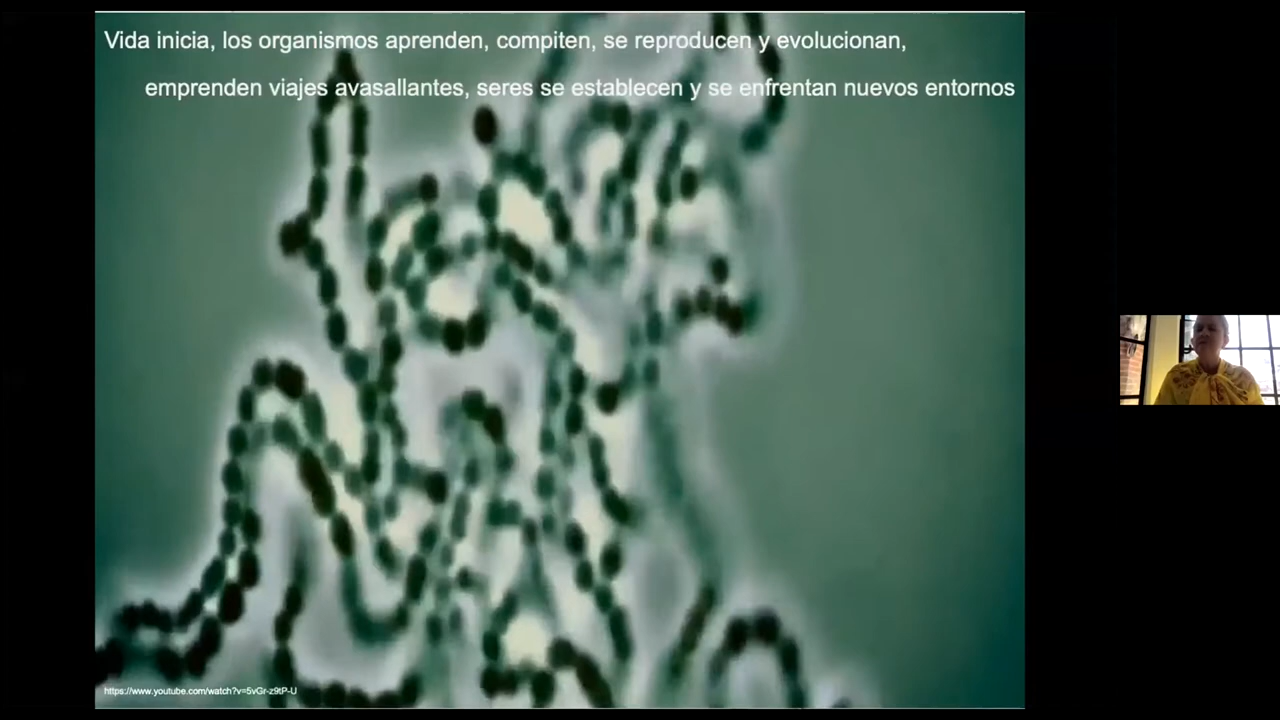 Vida inicia, los organismos aprenden, compiten, se reproducen y evolucionan,
emprenden viajes avasallantes, seres se establecen y se enfrentan nuevos entornos
https://www.youtube.com/watch?v=5vGr-z9tP-U